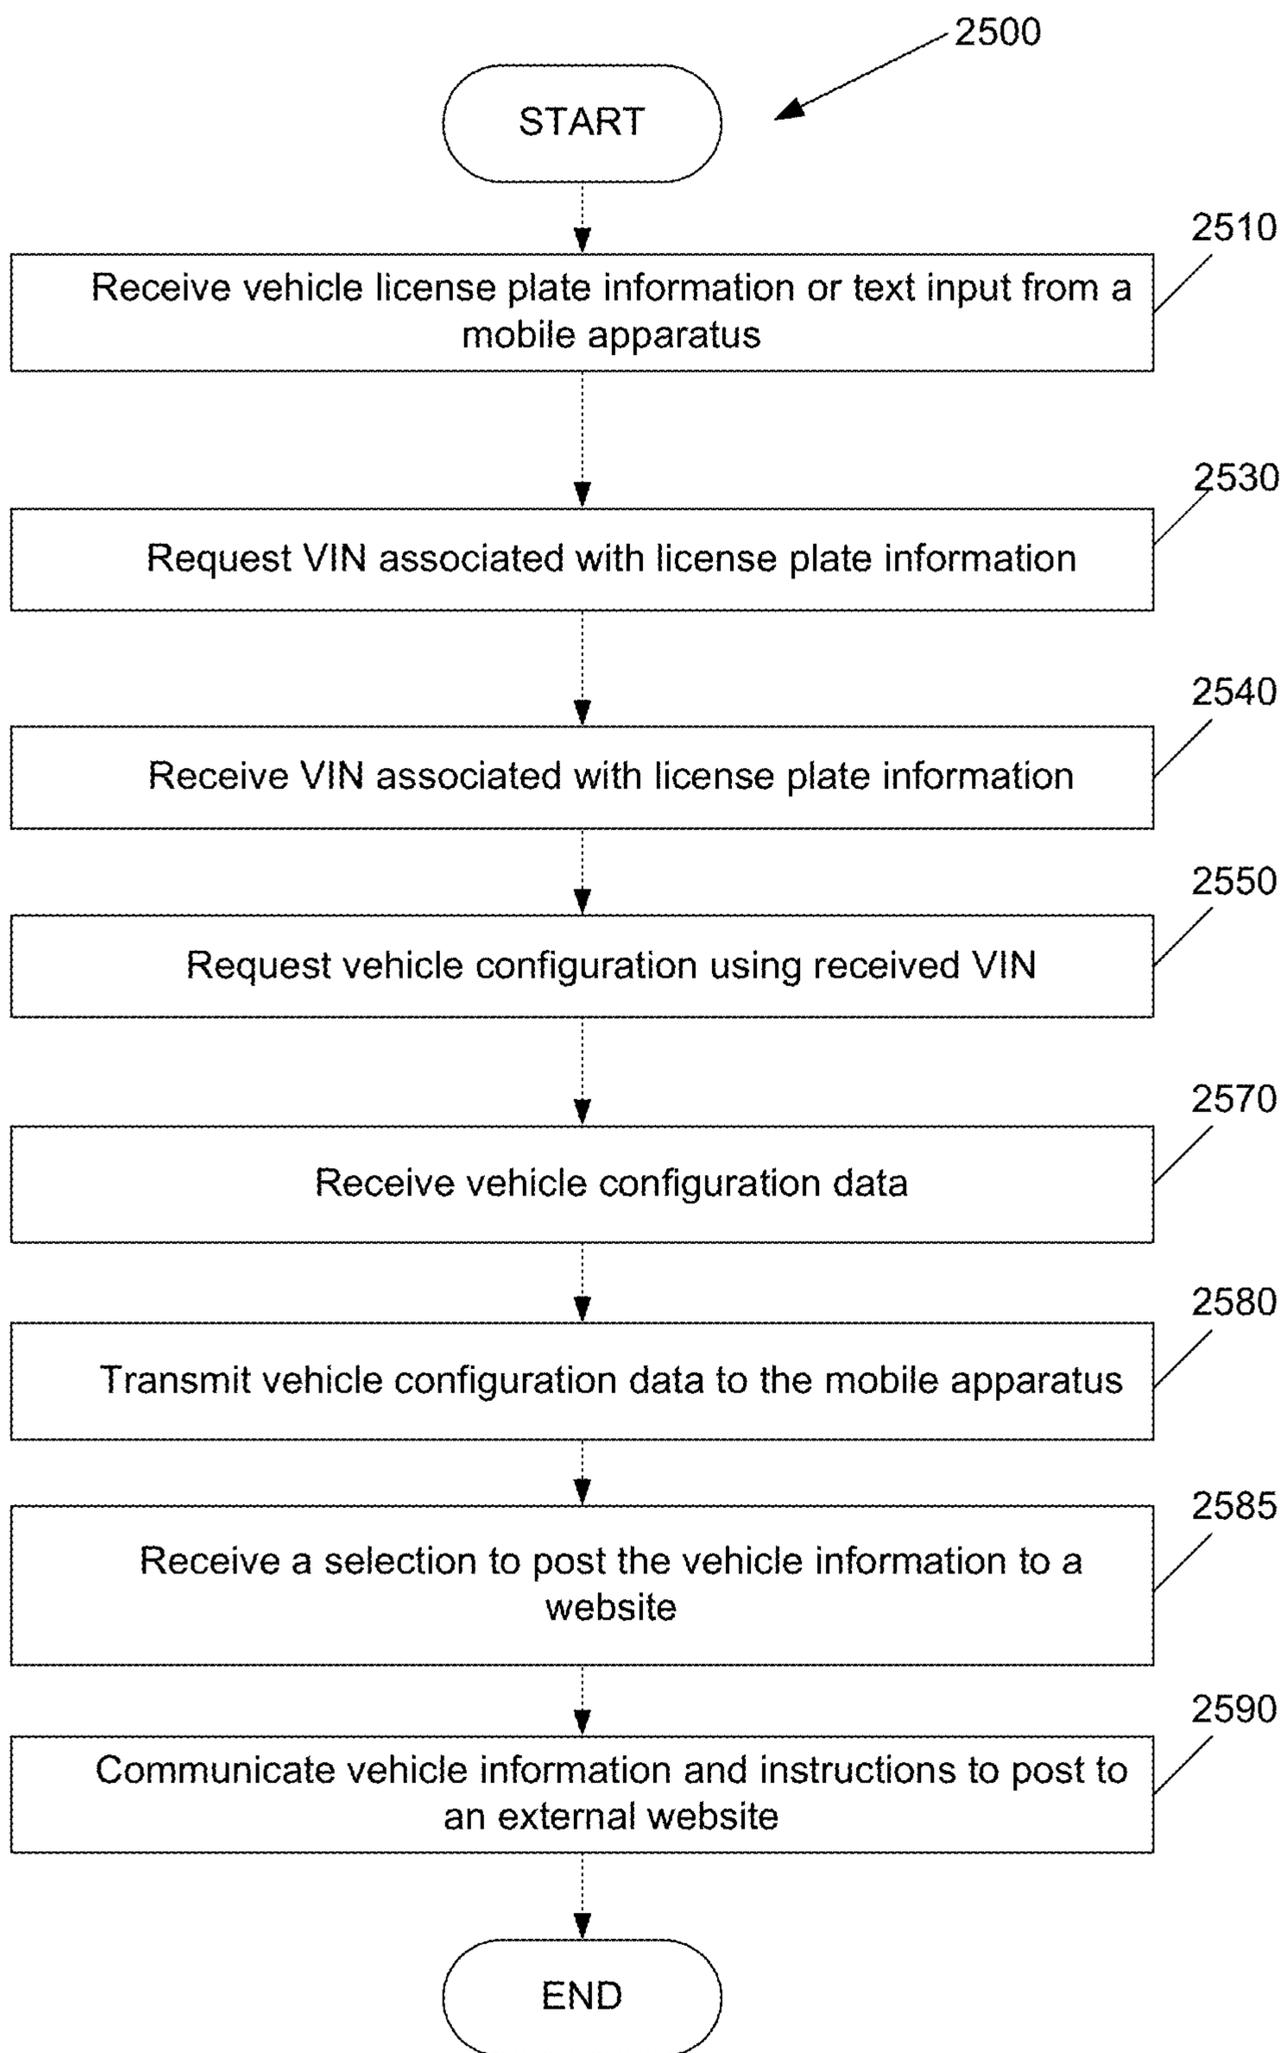 2500
START
2510
Receive vehicle license plate information or text input from a
mobile apparatus
2530
Request VIN associated with license plate information
2540
Receive VIN associated with license plate information
2550
Request vehicle configuration using received VIN
2570
Receive vehicle configuration data
2580
Transmit vehicle configuration data to the mobile apparatus
2585
Receive a selection to post the vehicle information to a
website
2590
Communicate vehicle information and instructions to post to
an external website
END